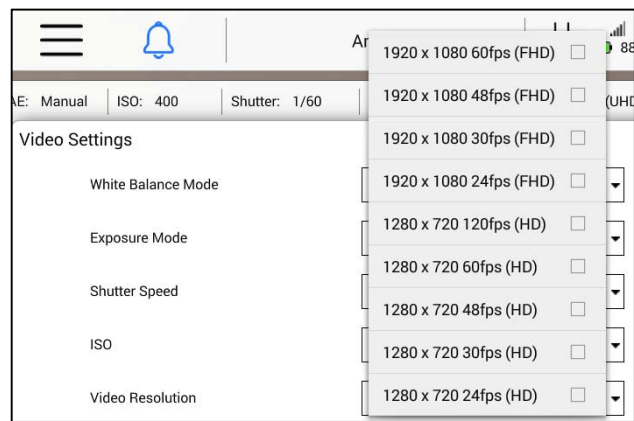 Ar
88
AE: Manual ISO: 400 Shutter: 1/60 (UHD
Video Settings
White Balance Mode
Exposure Mode
Shutter Speed
ISO
Video Resolution
1920 x 1080 60fps (FHD)
1920 x 1080 48fps (FHD)
1920 x 1080 30fps (FHD)
1920 x 1080 24fps (FHD)
1280 x 720 120fps (HD)
1280 x 720 60fps (HD)
1280 x 720 48fps (HD)
1280 x 720 30fps (HD)
1280 x 720 24fps (HD)